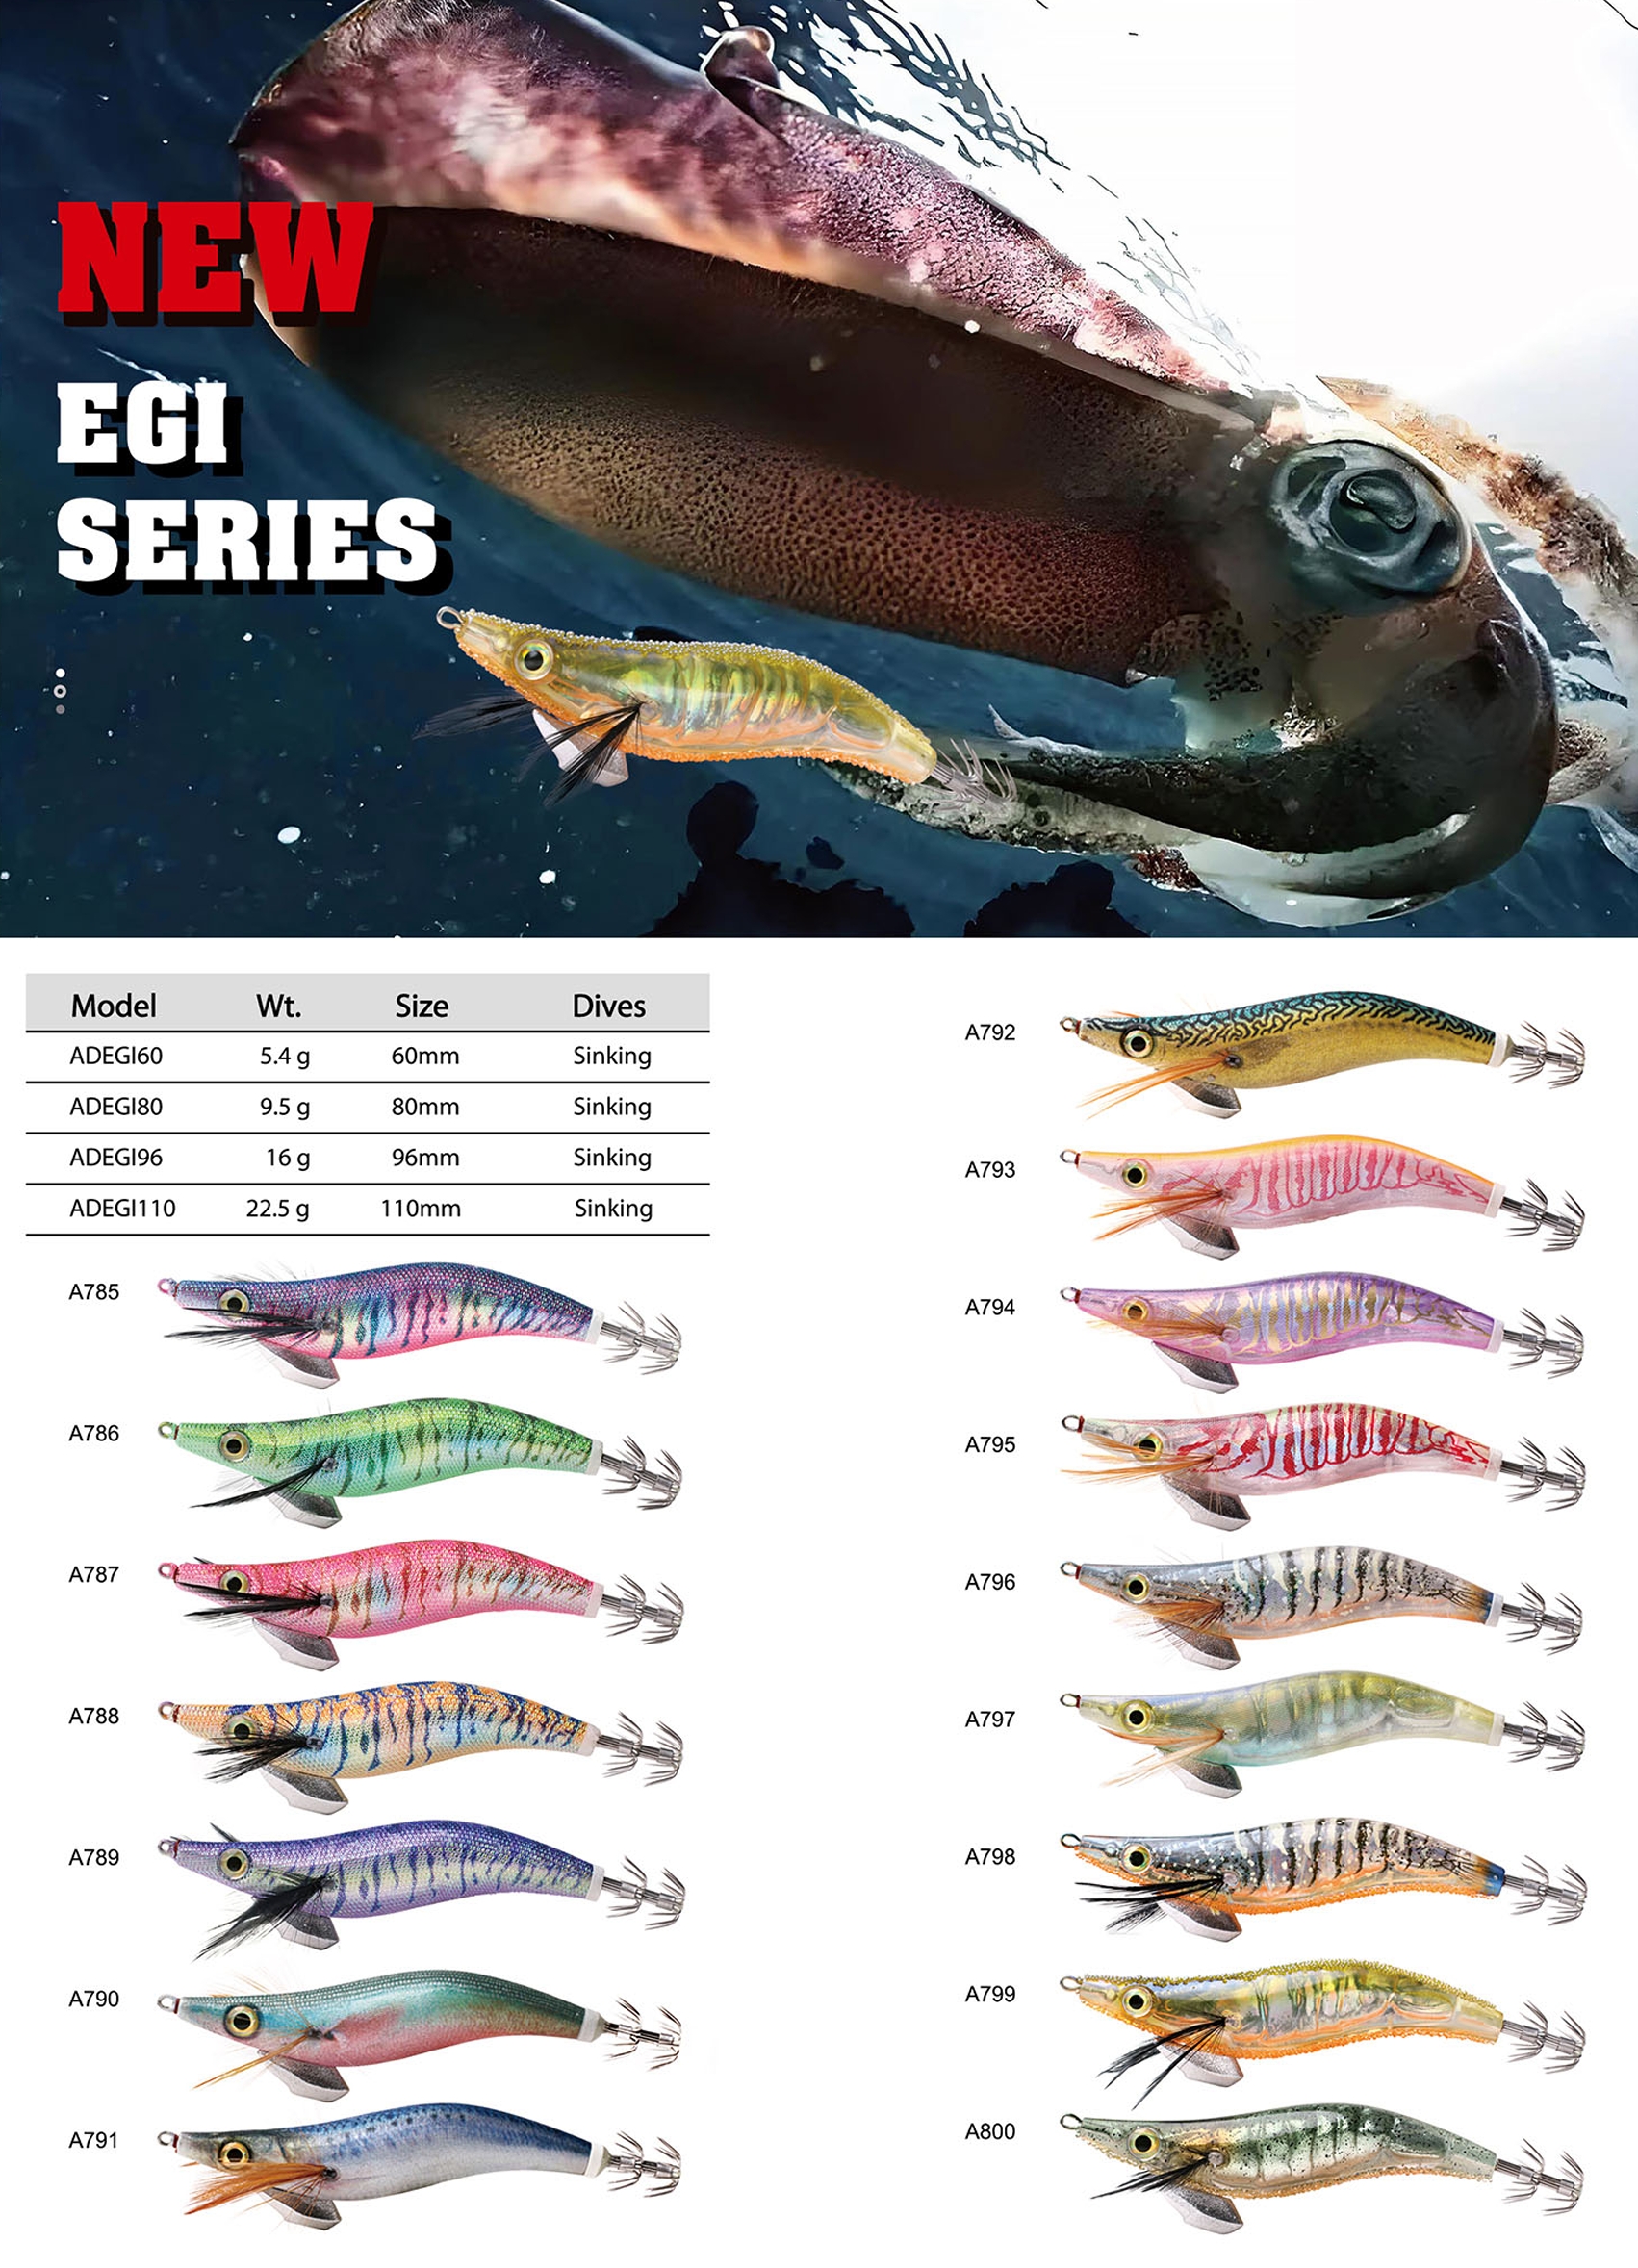 NEW
EGI
SERIES
Model Wt. Size Dives
ADEGI60 5.4 g 60mm Sinking
ADEGI80 9.5 g 80mm Sinking
ADEGI96 16 g 96mm Sinking
ADEGI110 22.5 g 110mm Sinking
A785
A786
A787
A788
A789
A790
A791
A792
A793
A794
A795
A796
A797
A798
A799
A800